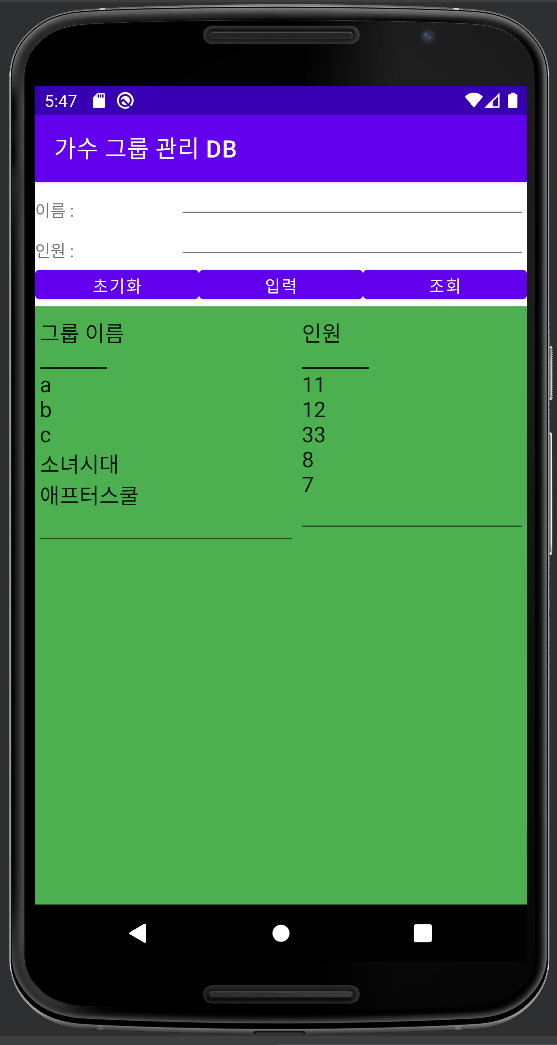 5:47
가수 그룹 관리 DB
이름 :
인원 :
초기화 입력 조회
그룹 이름 인원
a 11
b 12
c 33
소녀시대 8
애프터스쿨 7